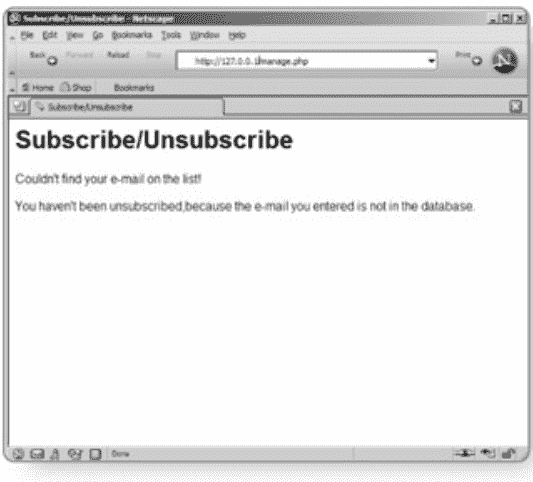 Subscribe/Unsubscribe - Netscape
File Edit View Go Bookmarks Tools Window Help
Back Forward Reload Stop http://127.0.0.1/manage.php Print N
Home Shop Bookmarks
Subscribe/Unsubscribe
Subscribe/Unsubscribe
Couldn't find your e-mail on the list!
You haven't been unsubscribed,because the e-mail you entered is not in the database.
Done